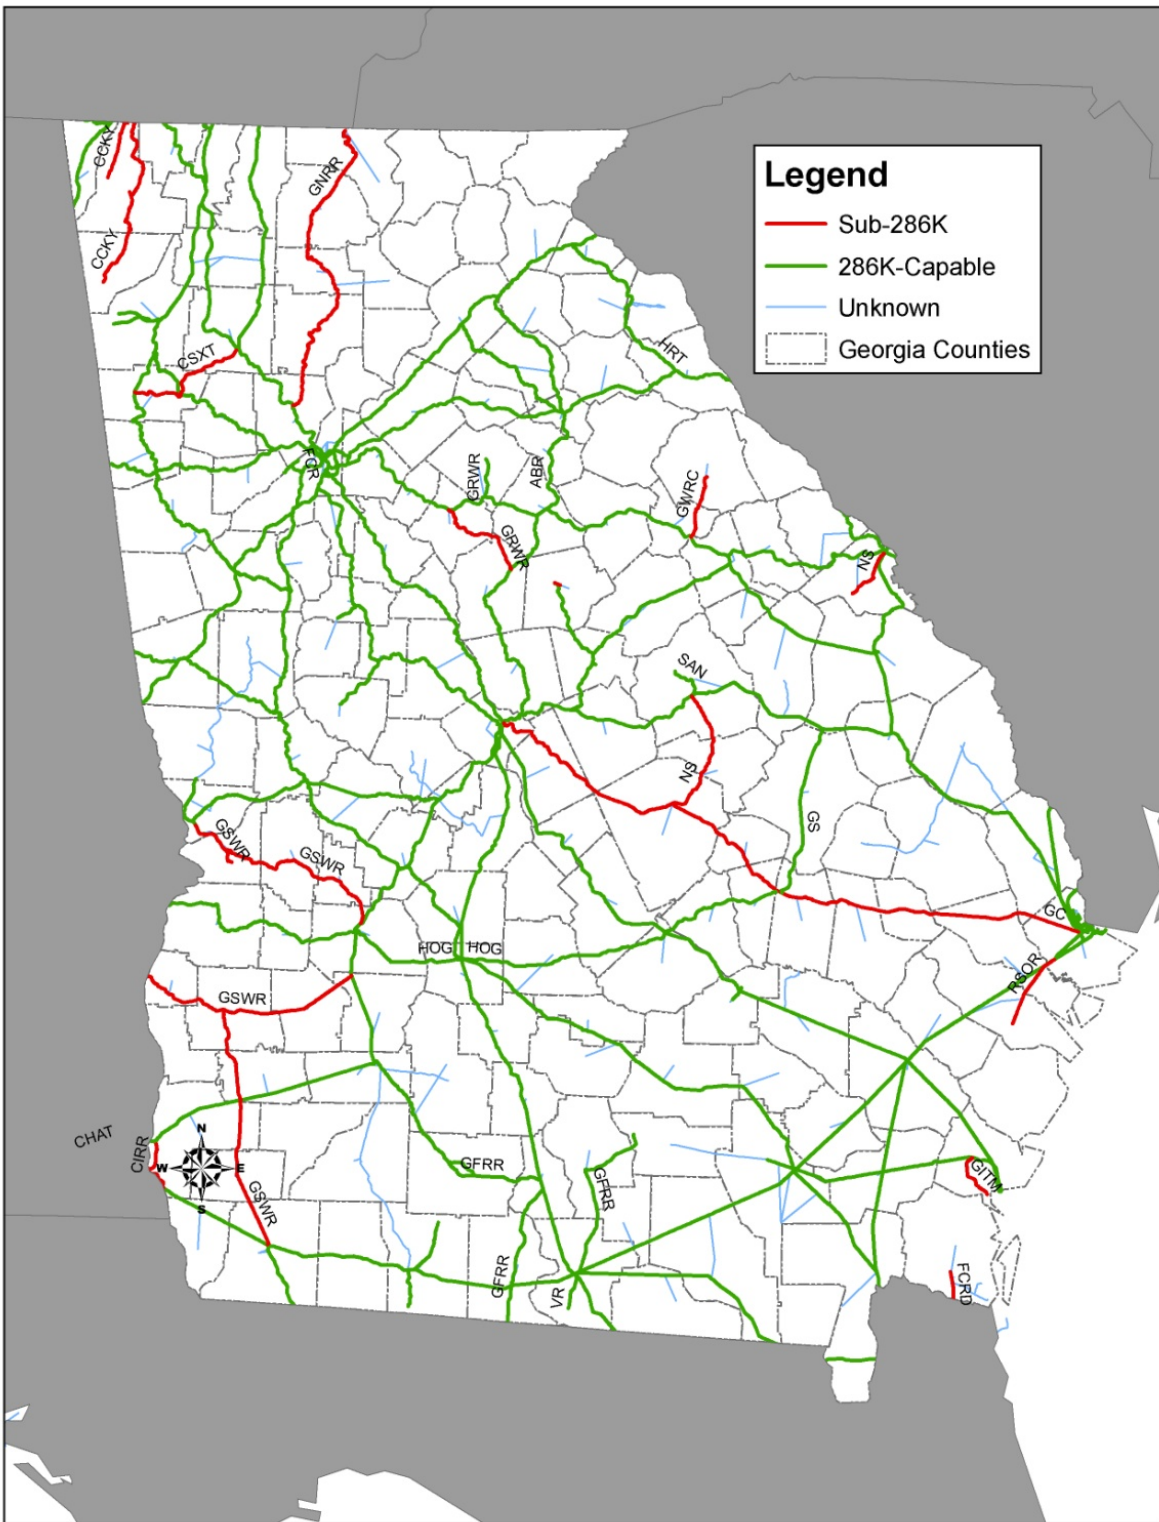 CCKY
GNRR
Legend
Sub-286K
286K-Capable
Unknown
Georgia Counties
CCKY
CSXT
HRT
FCR
GRWR
ABR
GWRC
GRWR
NS
SAN
NS
GS
GSWR
GSWR
GC
HOG
HOG
RSOR
GSWR
CHAT
CIRR
N
W
E
S
GSWR
GFRR
GFRR
GITM
GFRR
VR
FCRD